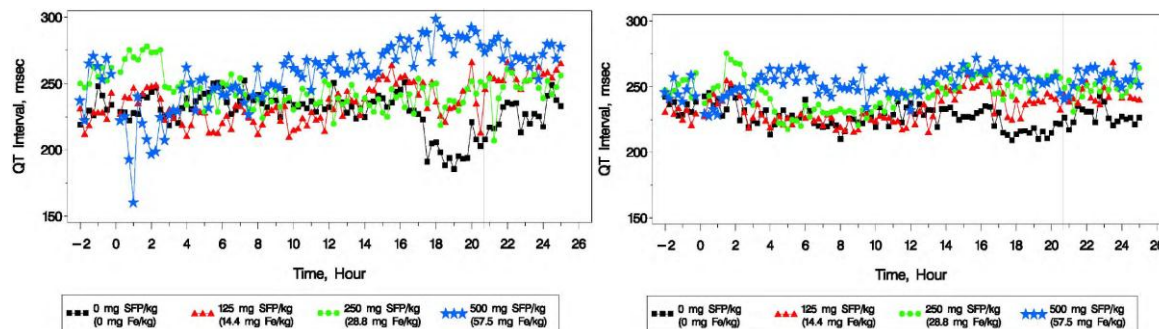 300
250
200
150
QT Interval, msec
−2 0 2 4 6 8 10 12 14 16 18 20 22 24 26
Time, Hour
0 mg SFP/kg 125 mg SFP/kg 250 mg SFP/kg 500 mg SFP/kg
(0 mg Fe/kg) (14.4 mg Fe/kg) (28.8 mg Fe/kg) (57.5 mg Fe/kg)
300
250
200
150
QT Interval, msec
−2 0 2 4 6 8 10 12 14 16 18 20 22 24 26
Time, Hour
0 mg SFP/kg 125 mg SFP/kg 250 mg SFP/kg 500 mg SFP/kg
(0 mg Fe/kg) (14.4 mg Fe/kg) (28.8 mg Fe/kg) (57.5 mg Fe/kg)